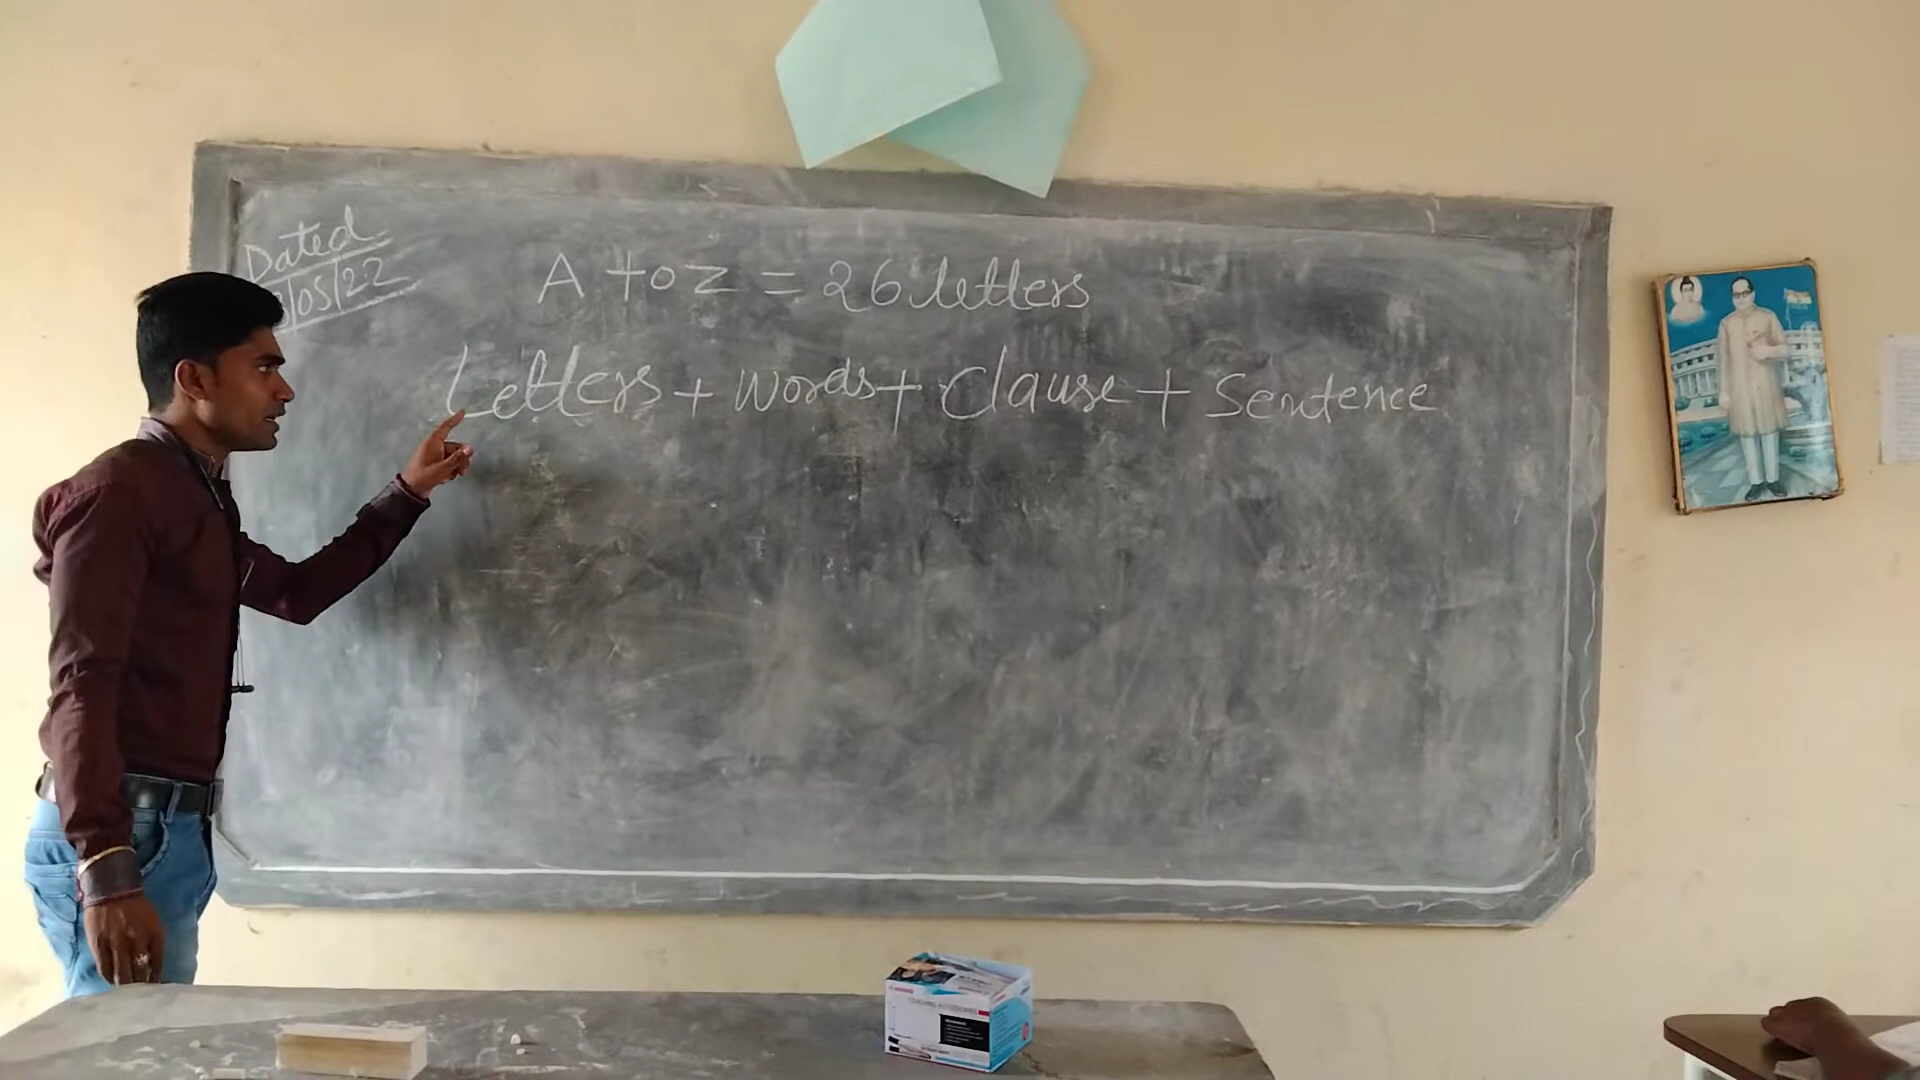 Dated
/05/22
A to Z = 26 letters
Letters + Words + Clause + Sentence